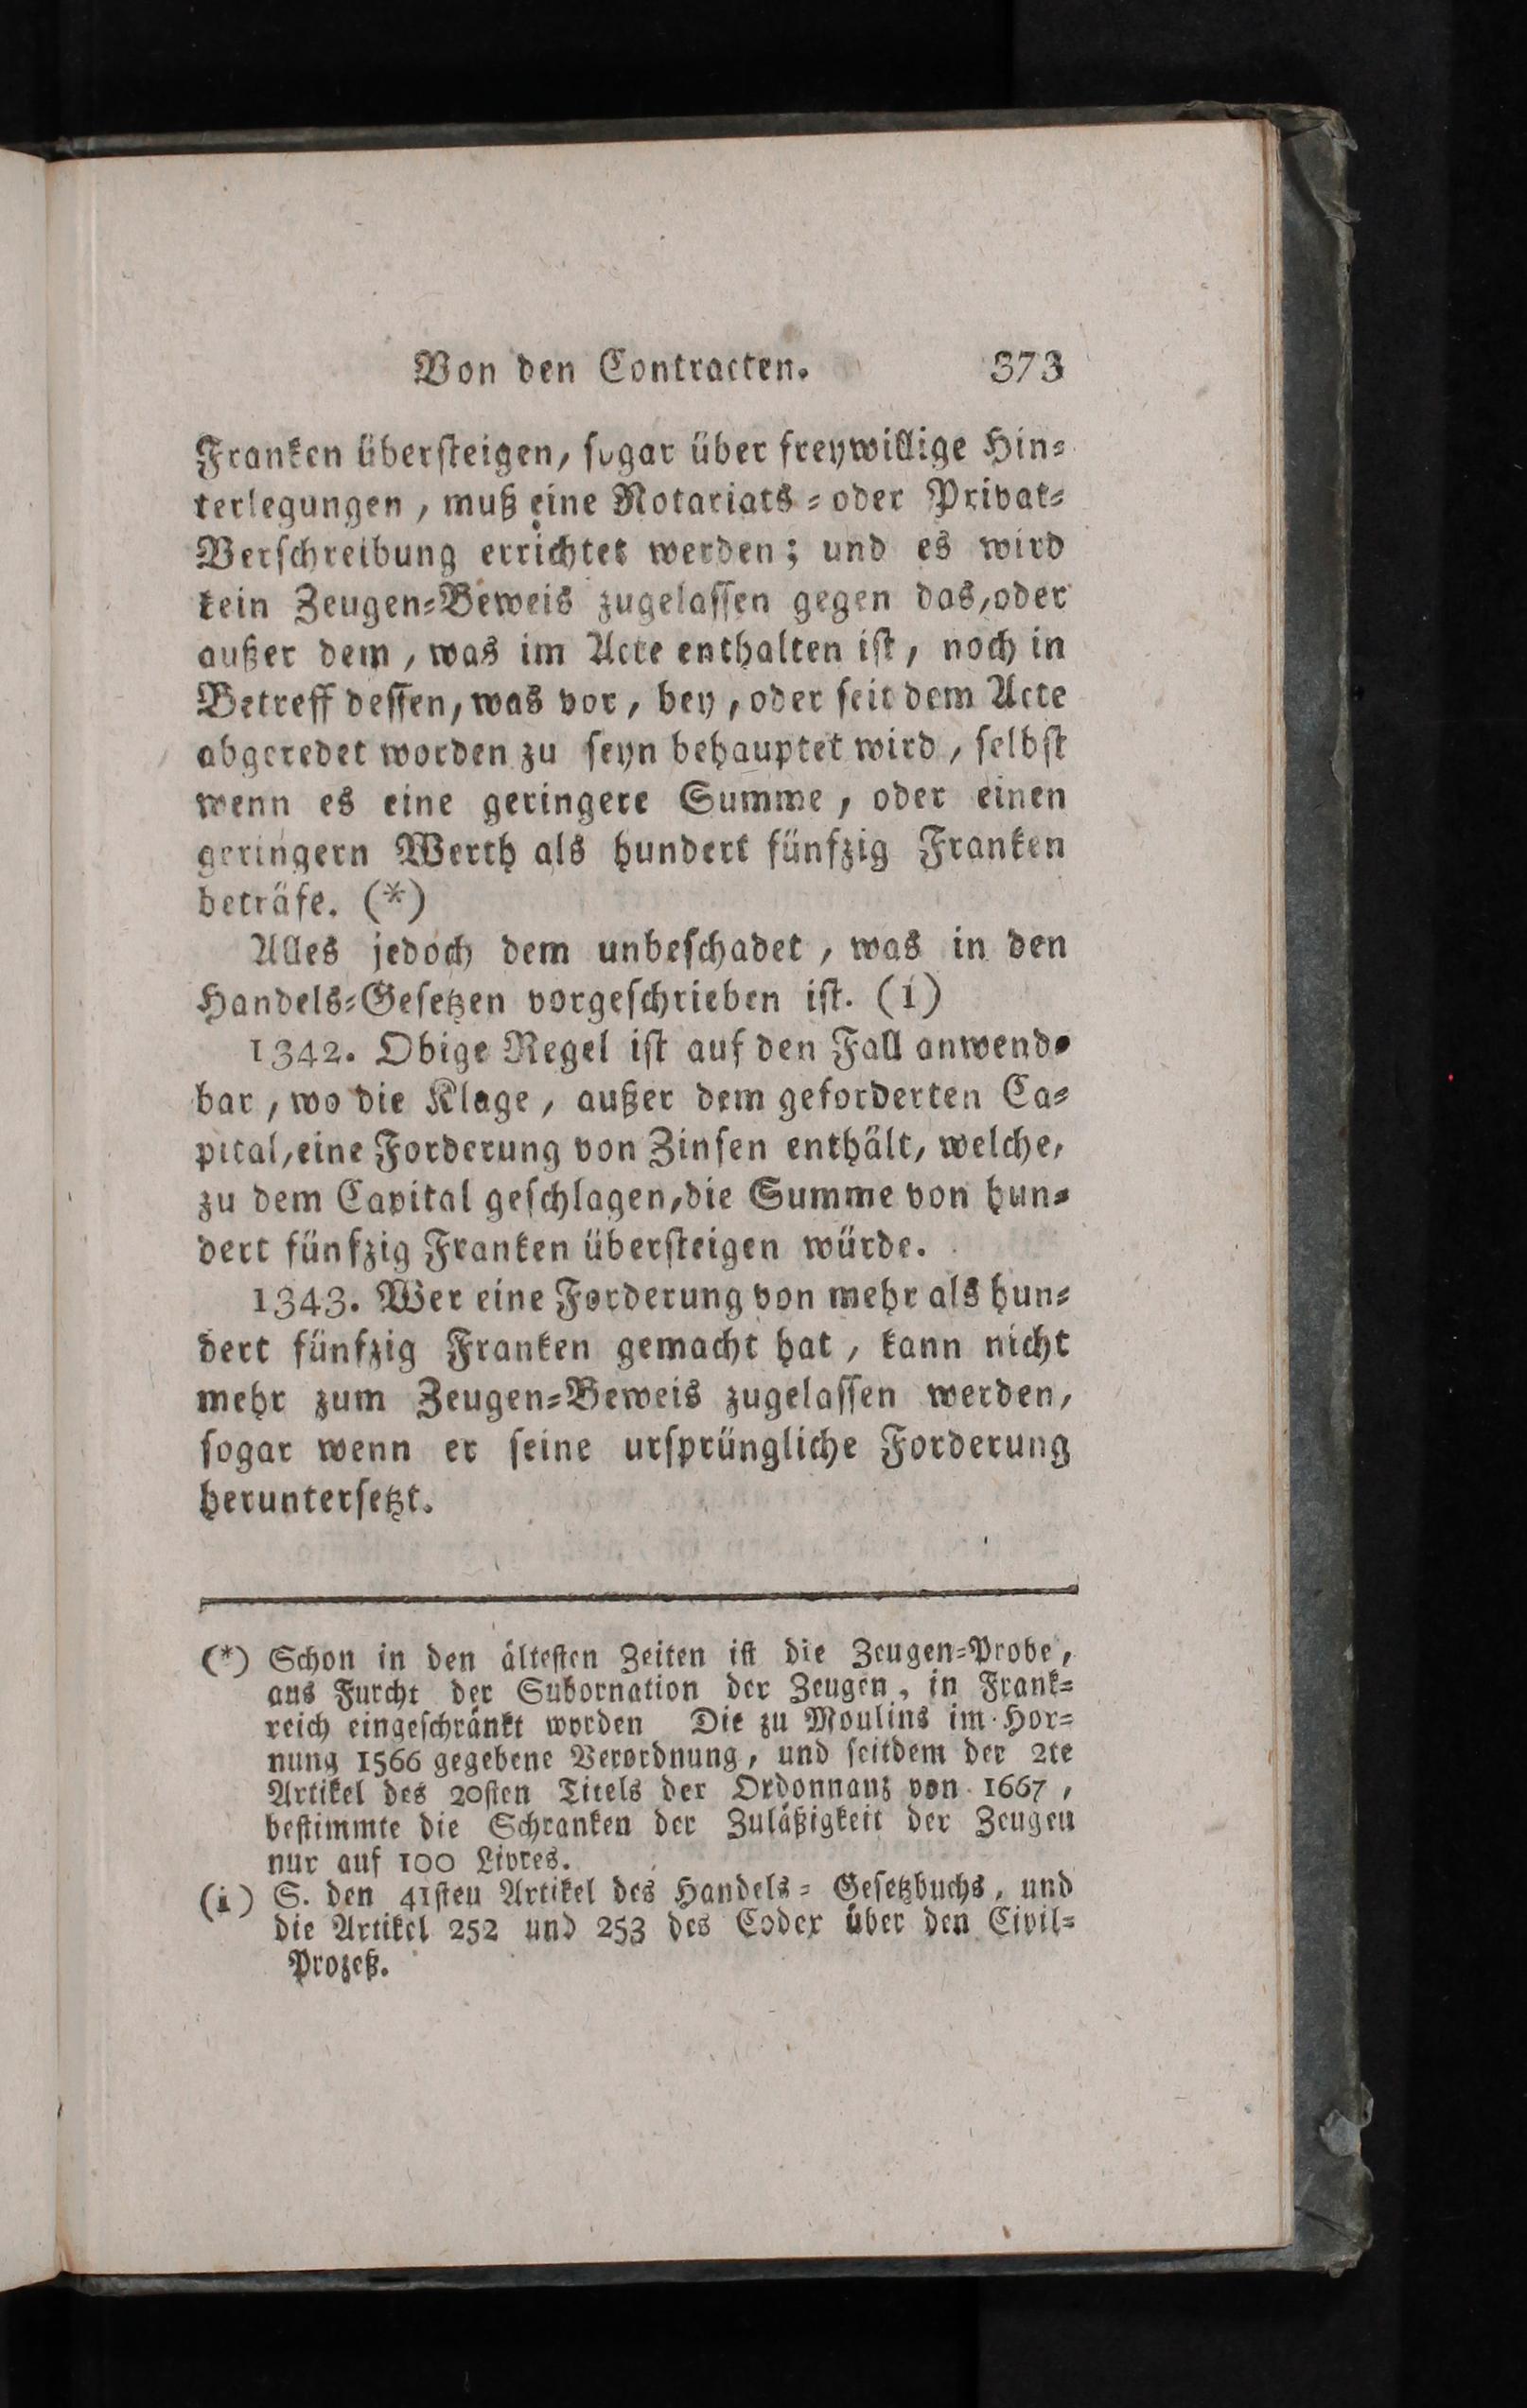 Von den Contracten. 373
Franken übersteigen, sogar über freywillige Hin-
terlegungen, muß eine Notariats- oder Privat-
Verschreibung errichtet werden; und es wird
kein Zeugen-Beweis zugelassen gegen das, oder
außer dem, was im Acte enthalten ist, noch in
Betreff dessen, was vor, bey, oder seit dem Acte
abgeredet worden zu seyn behauptet wird, selbst
wenn es eine geringere Summe, oder einen
geringern Werth als hundert fünfzig Franken
beträfe. (*)
Alles jedoch dem unbeschadet, was in den
Handels-Gesetzen vorgeschrieben ist. (1)
1342. Obige Regel ist auf den Fall anwend-
bar, wo die Klage, außer dem geforderten Ca-
pital, eine Forderung von Zinsen enthält, welche,
zu dem Capital geschlagen, die Summe von hun-
dert fünfzig Franken übersteigen würde.
1343. Wer eine Forderung von mehr als hun-
dert fünfzig Franken gemacht hat, kann nicht
mehr zum Zeugen-Beweis zugelassen werden,
sogar wenn er seine ursprüngliche Forderung
heruntersetzt.
(*) Schon in den ältesten Zeiten ist die Zeugen-Probe,
aus Furcht der Subornation der Zeugen, in Frank-
reich eingeschränkt worden Die zu Moulins im Hor-
nung 1566 gegebene Verordnung, und seitdem der 2te
Artikel des 20sten Titels der Ordonnanz von 1667,
bestimmte die Schranken der Zuläßigkeit der Zeugen
nur auf 100 Livres.
(1) S. den 41sten Artikel des Handels-Gesetzbuchs, und
die Artikel 252 und 253 des Codex über den Civil-
Prozeß.